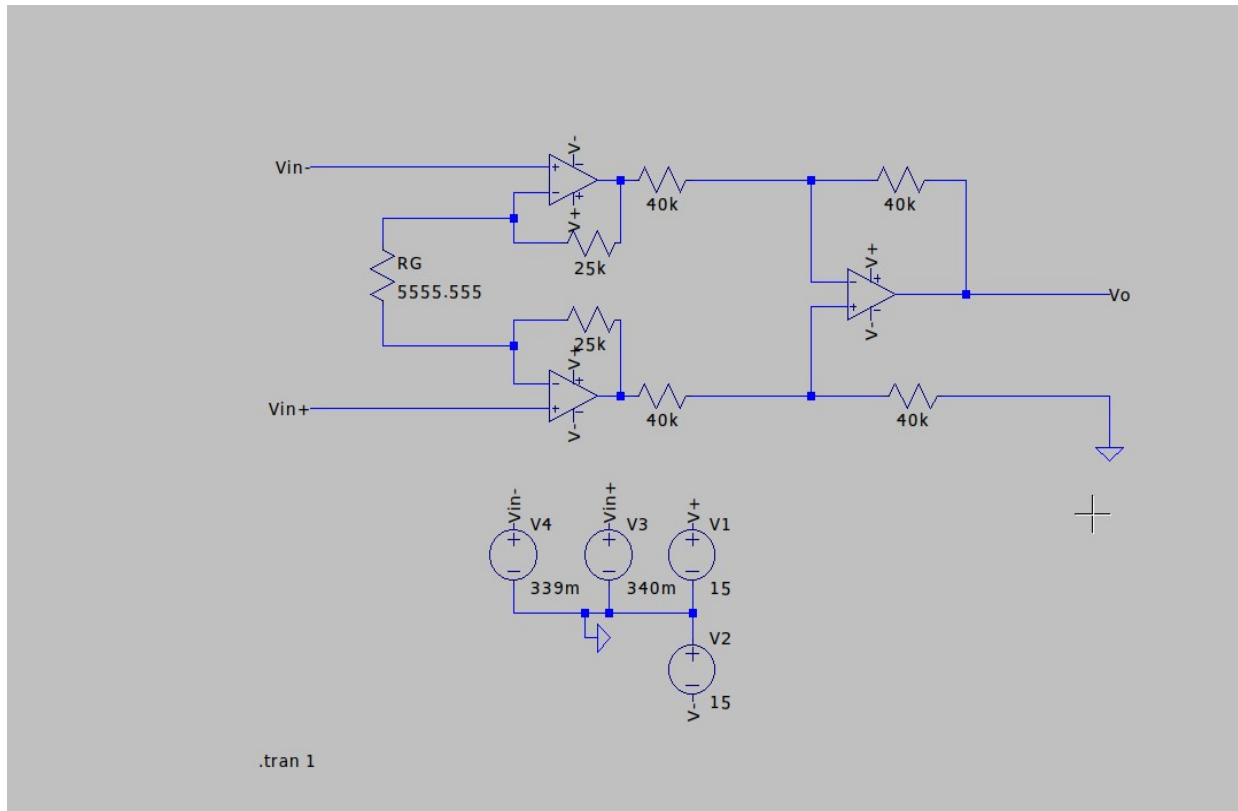 Vin-
V-
+
−
−
+
V+
40k
40k
25k
RG
5555.555
V+
−
+
+
−
V-
Vo
25k
V+
−
+
+
−
V-
Vin+
40k
40k
Vin-
V4
+
−
339m
Vin+
V3
+
−
340m
V+
V1
+
−
15
V2
+
−
15
V-
.tran 1